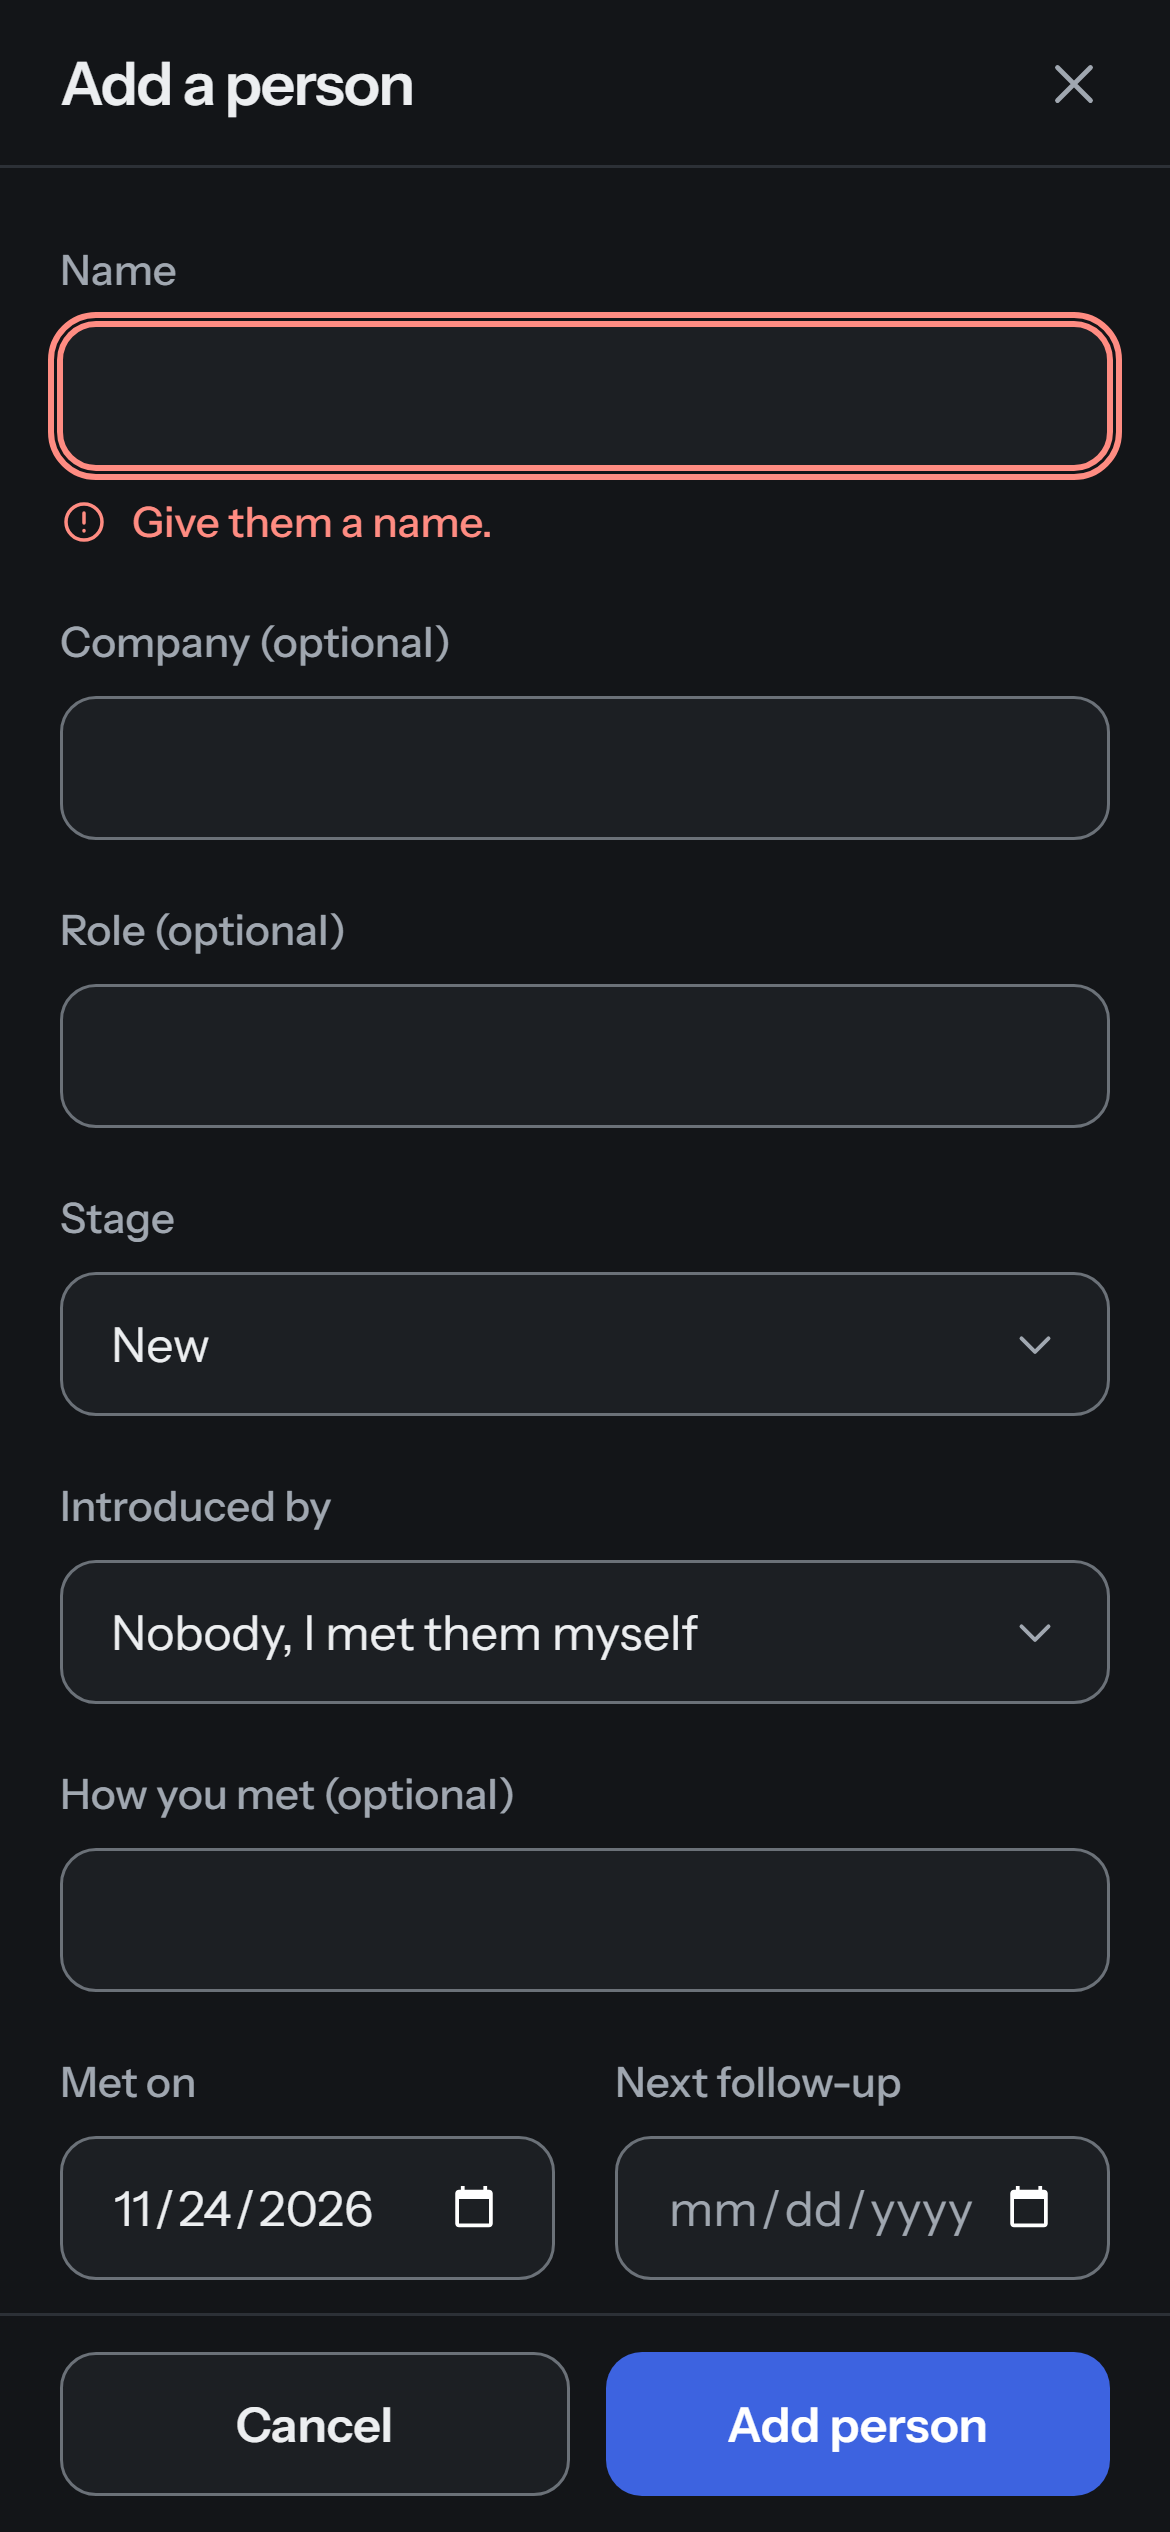 Add a person
Name
Give them a name.
Company (optional)
Role (optional)
Stage
New
Introduced by
Nobody, I met them myself
How you met (optional)
Met on
Next follow-up
11/24/2026
mm/dd/yyyy
Cancel
Add person